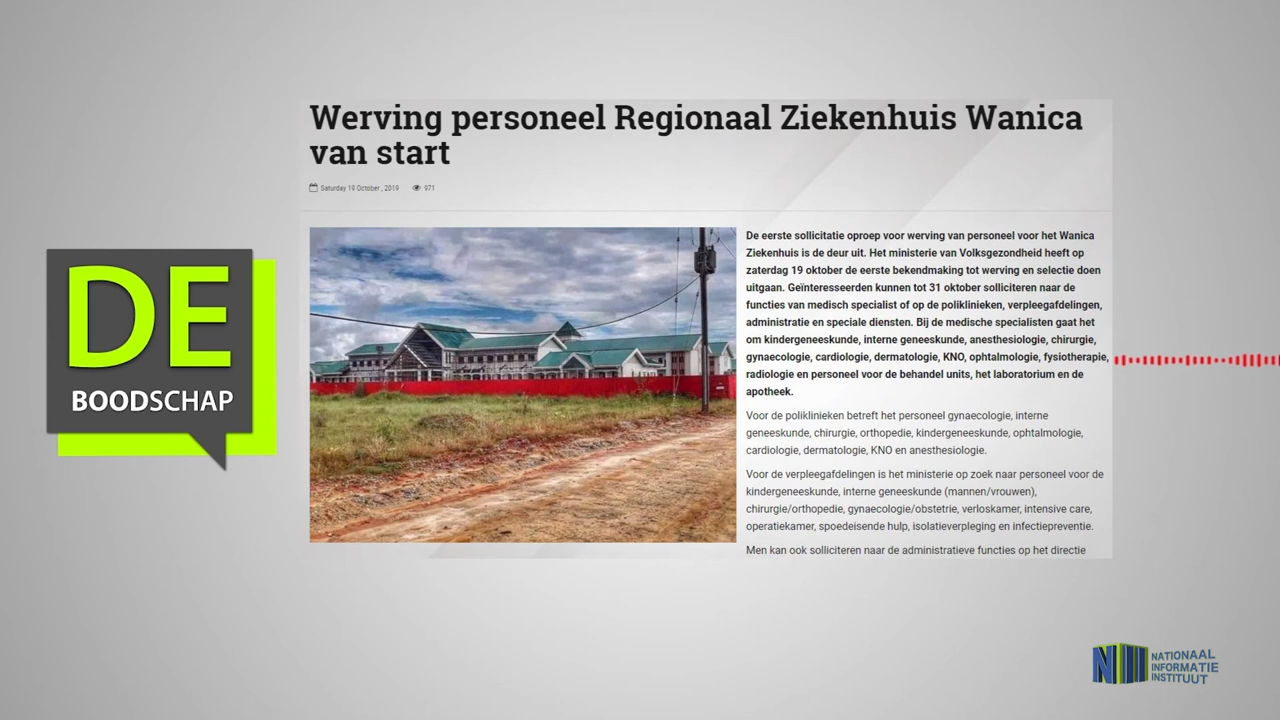 Werving personeel Regionaal Ziekenhuis Wanica
van start
Saturday 19 October , 2019 971
DE
BOODSCHAP
De eerste sollicitatie oproep voor werving van personeel voor het Wanica
Ziekenhuis is de deur uit. Het ministerie van Volksgezondheid heeft op
zaterdag 19 oktober de eerste bekendmaking tot werving en selectie doen
uitgaan. Geïnteresseerden kunnen tot 31 oktober solliciteren naar de
functies van medisch specialist of op de poliklinieken, verpleegafdelingen,
administratie en speciale diensten. Bij de medische specialisten gaat het
om kindergeneeskunde, interne geneeskunde, anesthesiologie, chirurgie,
gynaecologie, cardiologie, dermatologie, KNO, ophtalmologie, fysiotherapie,
radiologie en personeel voor de behandel units, het laboratorium en de
apotheek.
Voor de poliklinieken betreft het personeel gynaecologie, interne
geneeskunde, chirurgie, orthopedie, kindergeneeskunde, ophtalmologie,
cardiologie, dermatologie, KNO en anesthesiologie.
Voor de verpleegafdelingen is het ministerie op zoek naar personeel voor de
kindergeneeskunde, interne geneeskunde (mannen/vrouwen),
chirurgie/orthopedie, gynaecologie/obstetrie, verloskamer, intensive care,
operatiekamer, spoedeisende hulp, isolatieverpleging en infectiepreventie.
Men kan ook solliciteren naar de administratieve functies op het directie
NII
NATIONAAL
INFORMATIE
INSTITUUT